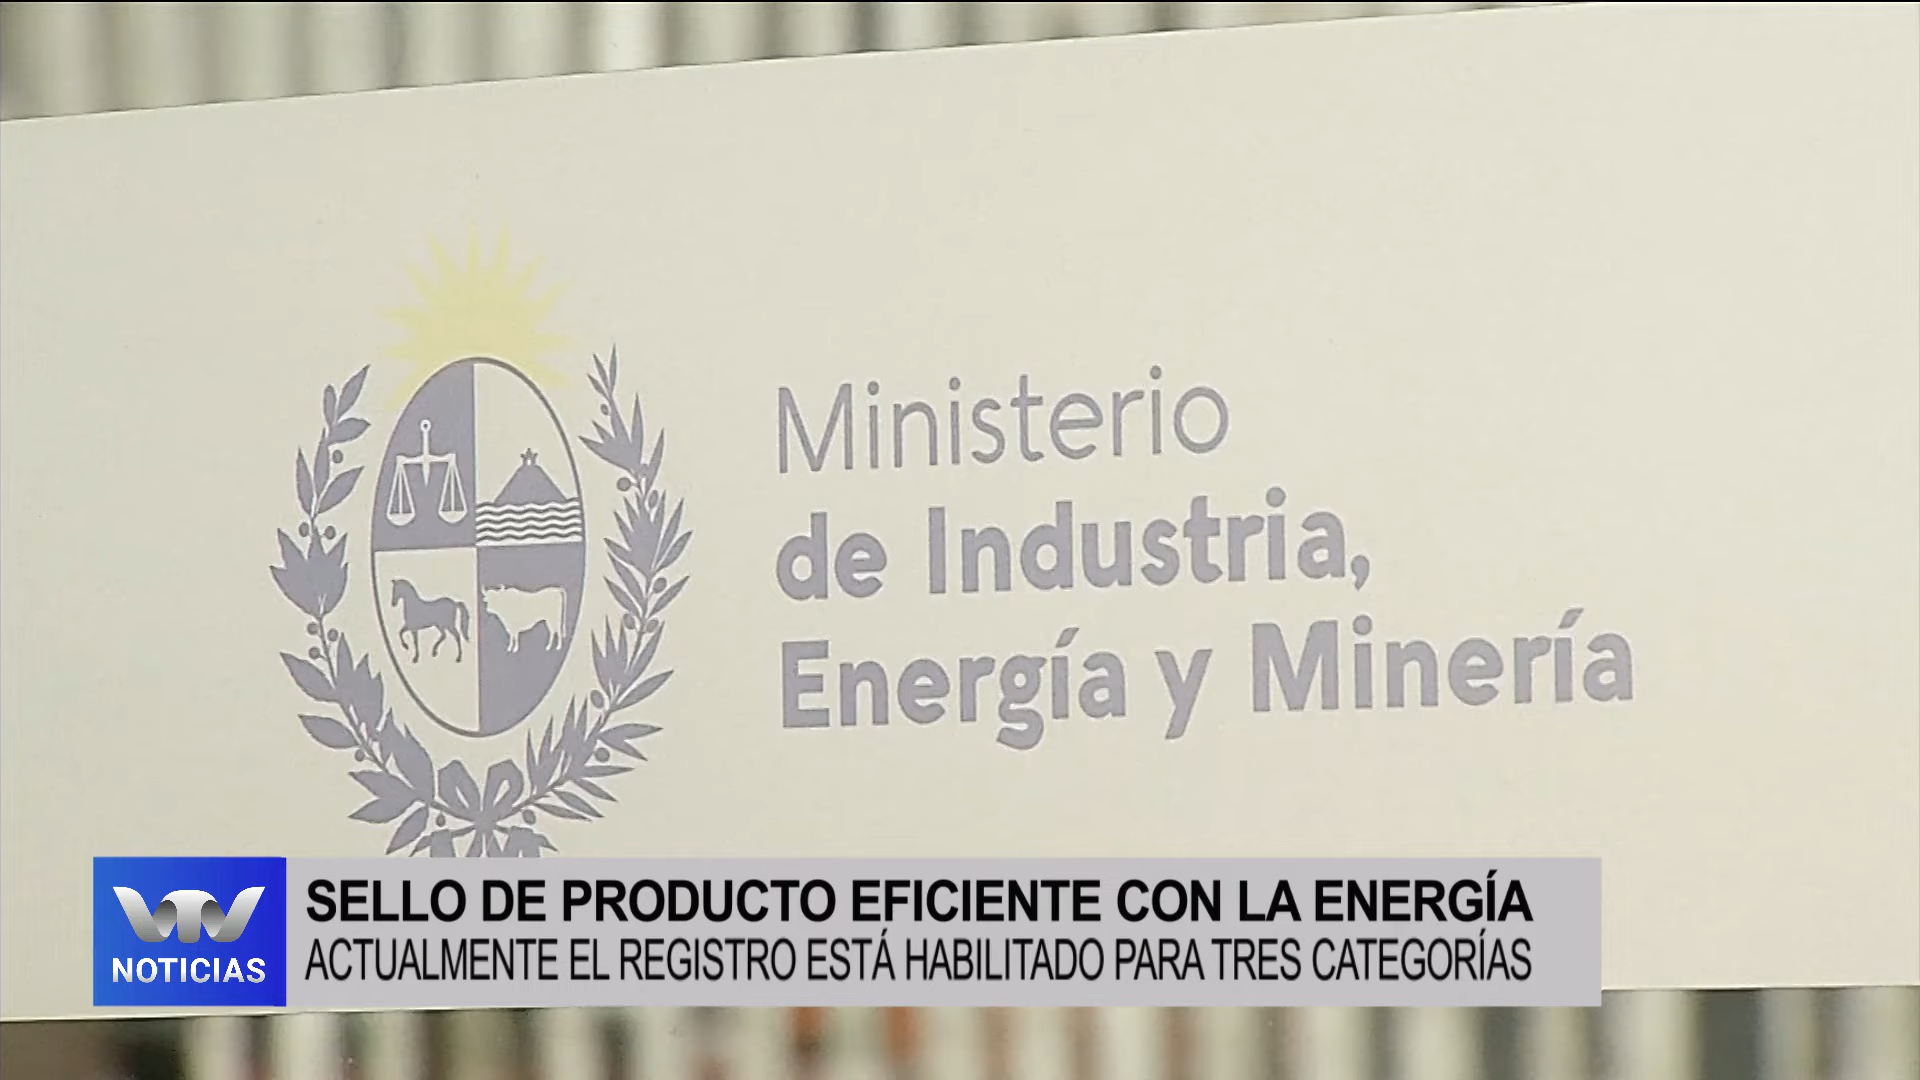 Ministerio
de Industria,
Energía y Minería
VTV
NOTICIAS
SELLO DE PRODUCTO EFICIENTE CON LA ENERGÍA
ACTUALMENTE EL REGISTRO ESTÁ HABILITADO PARA TRES CATEGORÍAS